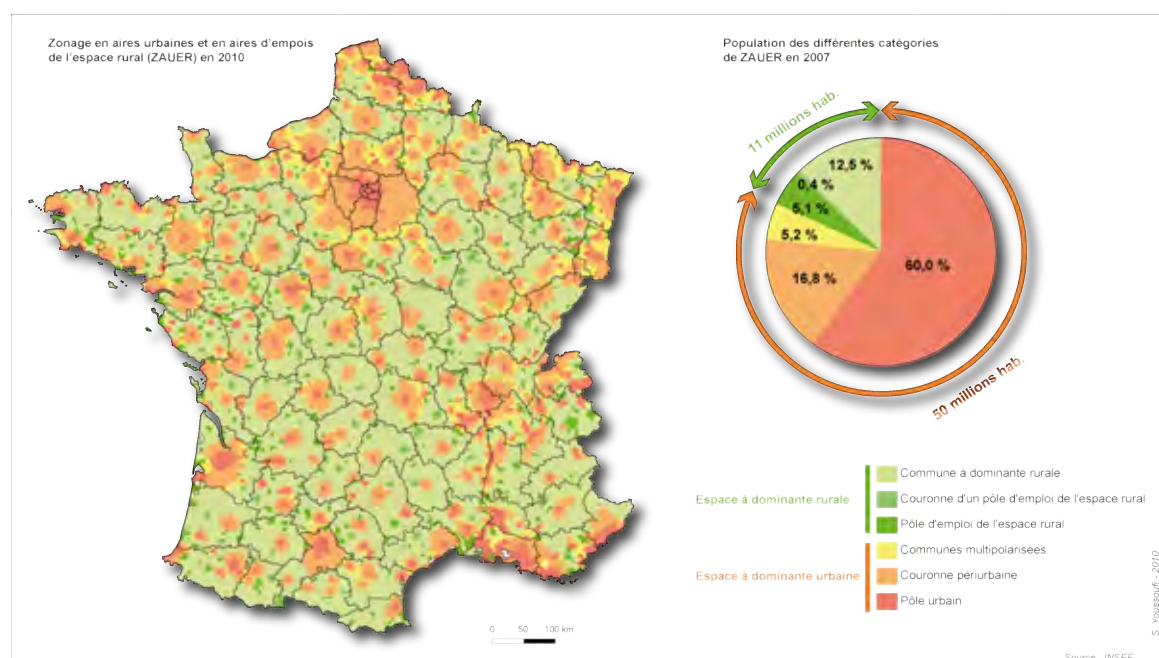 Zonage en aires urbaines et en aires d'empois
de l'espace rural (ZAUER) en 2010
Population des différentes catégories
de ZAUER en 2007
11 millions hab.
12,5 %
0,4 %
5,1 %
5,2 %
16,8 %
60,0 %
50 millions hab.
Espace à dominante rurale
Commune à dominante rurale
Couronne d'un pôle d'emploi de l'espace rural
Pôle d'emploi de l'espace rural
Espace à dominante urbaine
Communes multipolarisées
Couronne périurbaine
Pôle urbain
0 50 100 km
S Youssoufi - 2010
Source INSEE